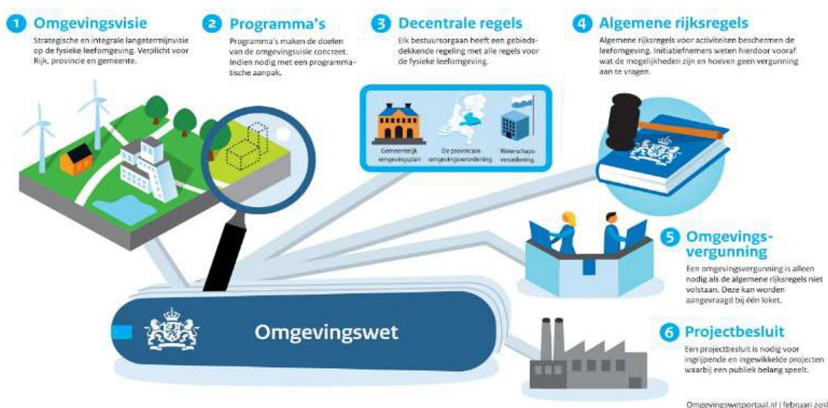 1 Omgevingsvisie
Strategische en integrale langetermijnvisie
op de fysieke leefomgeving. Verplicht voor
Rijk, provincie en gemeente.
2 Programma's
Programma's maken de doelen
van de omgevingsvisie concreet.
Indien nodig met een programma-
tische aanpak.
3 Decentrale regels
Elk bestuursorgaan heeft een gebieds-
dekkende regeling met alle regels voor
de fysieke leefomgeving.
Gemeentelijk
omgevingsplan
De provinciale
omgevingsverordening
Waterschaps-
verordening.
4 Algemene rijksregels
Algemene rijksregels voor activiteiten beschermen de
leefomgeving. Initiatiefnemers weten hierdoor vooraf
wat de mogelijkheden zijn en hoeven geen vergunning
aan te vragen.
5 Omgevings-
vergunning
Een omgevingsvergunning is alleen
nodig als de algemene rijksregels niet
volstaan. Deze kan worden
aangevraagd bij één loket.
6 Projectbesluit
Een projectbesluit is nodig voor
ingrijpende en ingewikkelde projecten
waarbij een publiek belang speelt.
Omgevingswet
Omgevingswetportaal.nl | februari